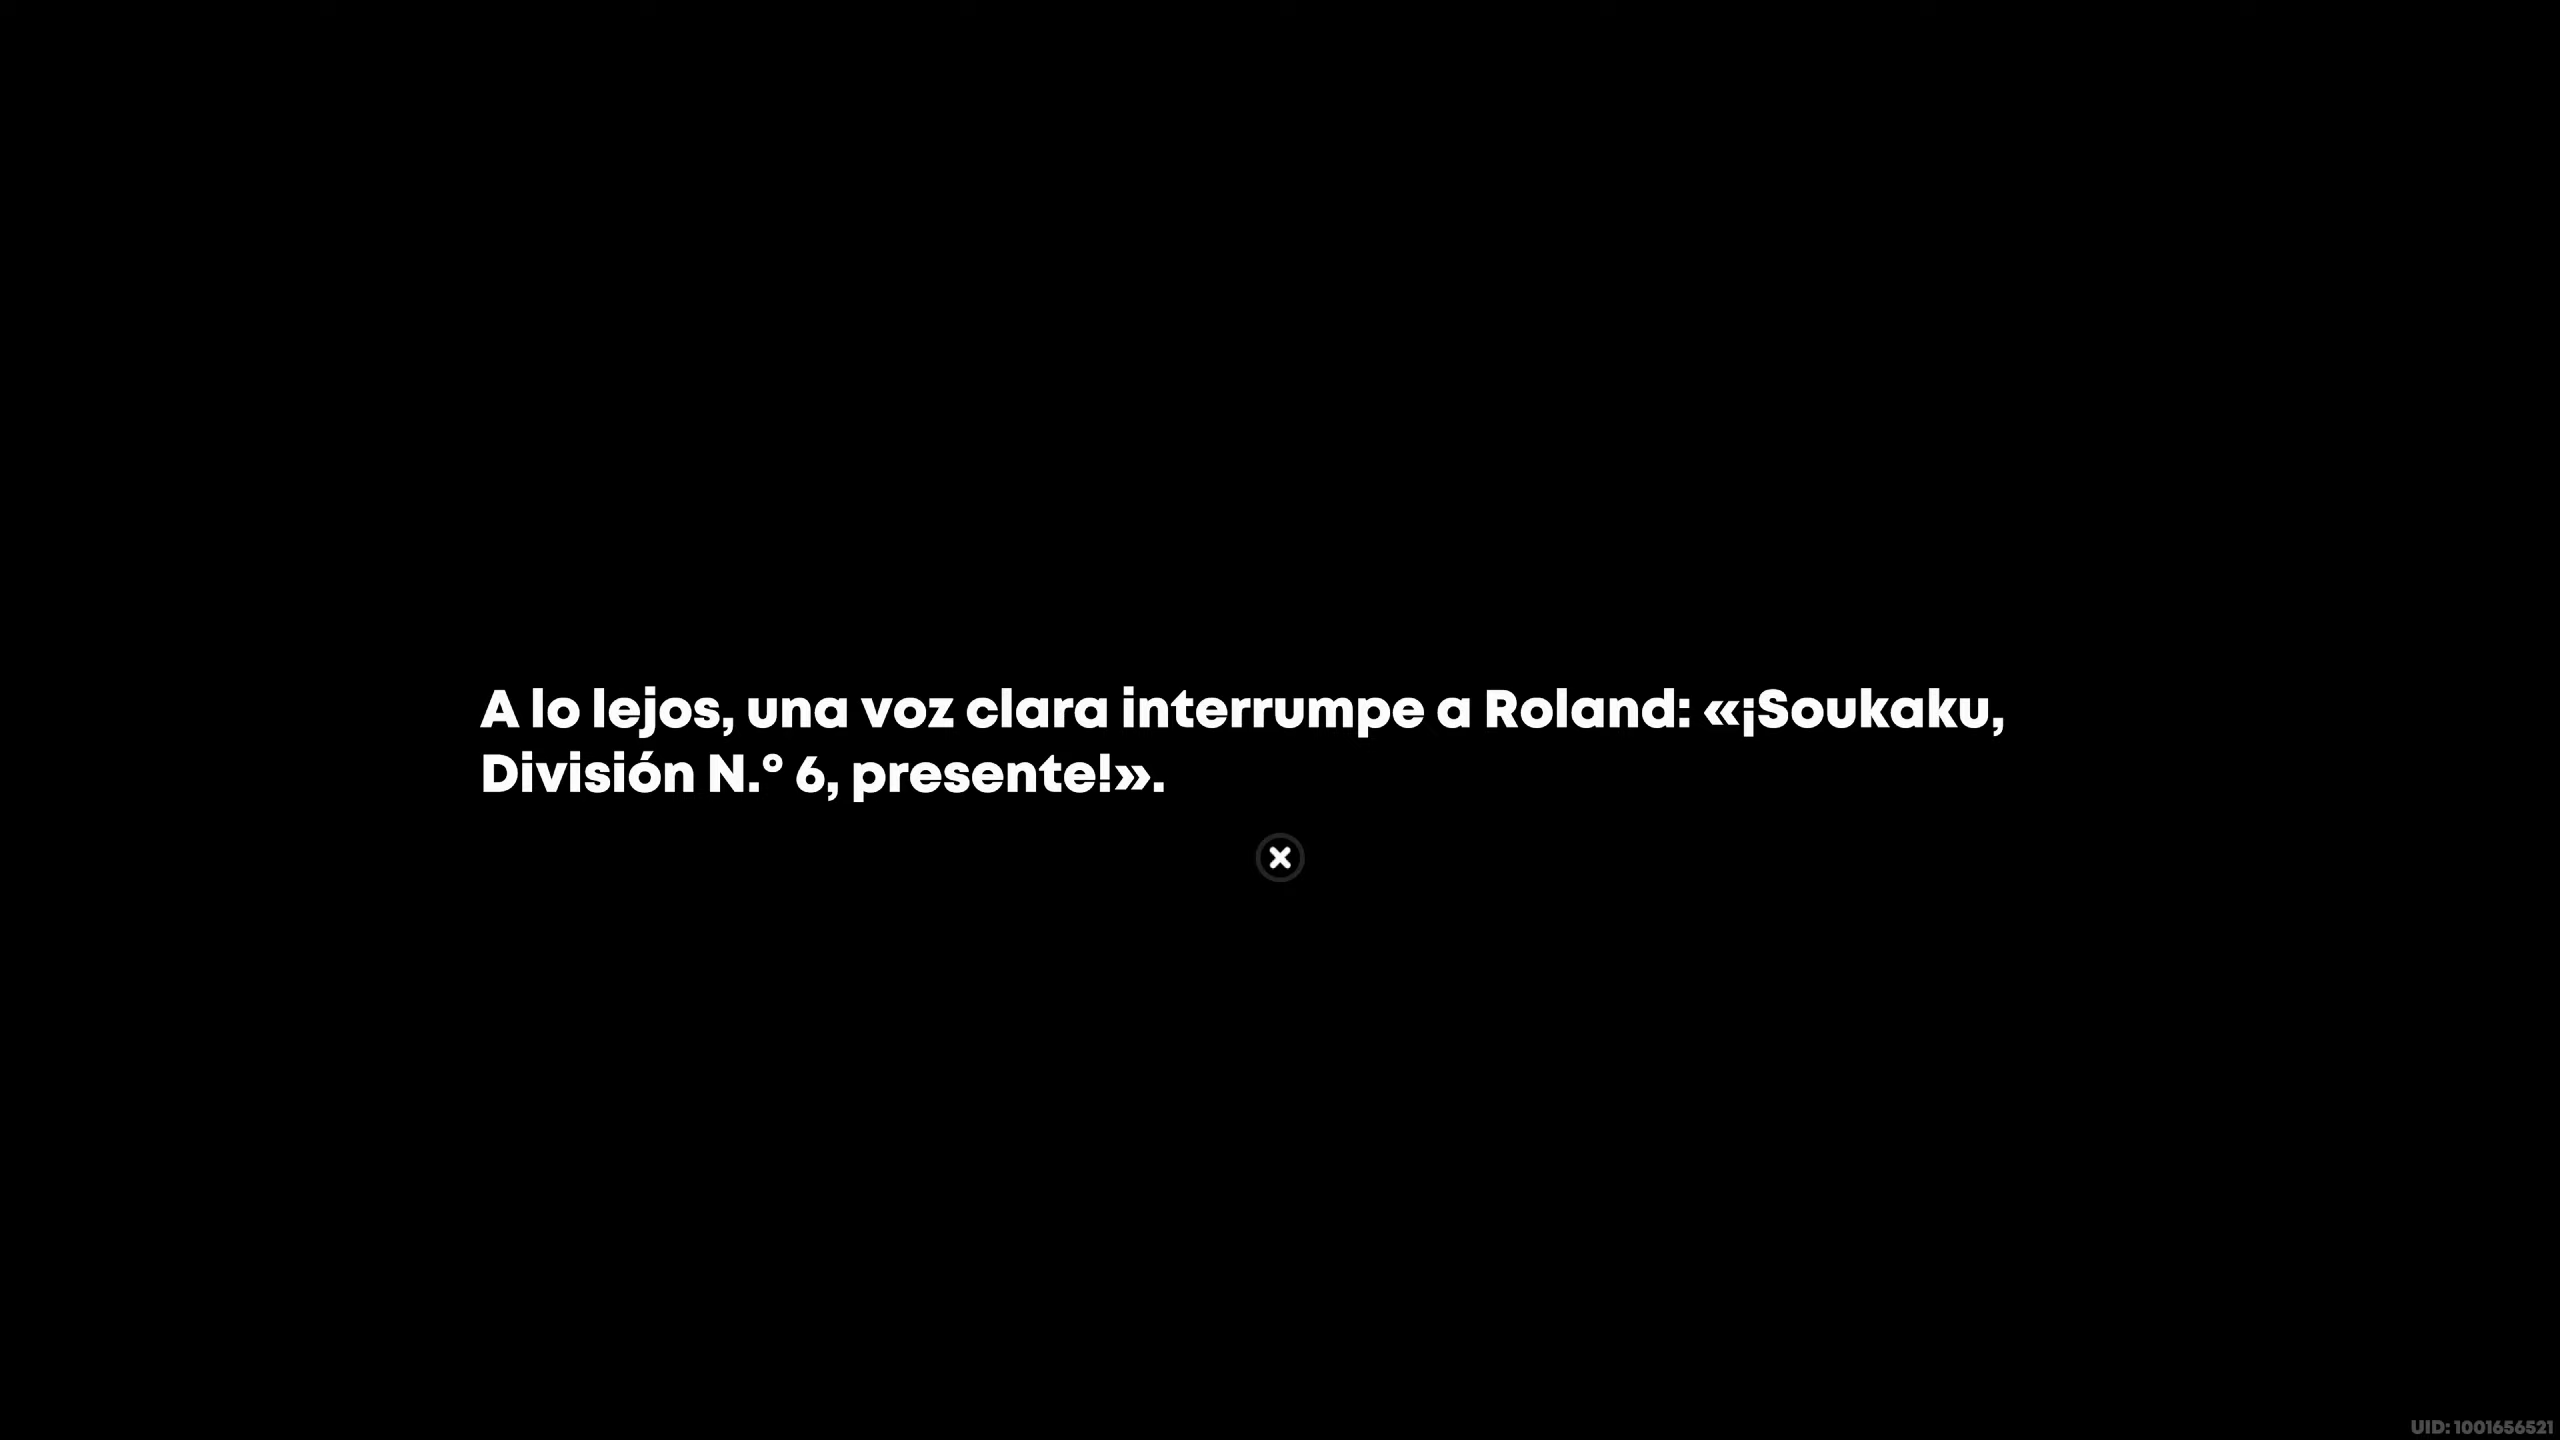 A lo lejos, una voz clara interrumpe a Roland: «¡Soukaku,
División N.º 6, presente!».
UID: 1001656521